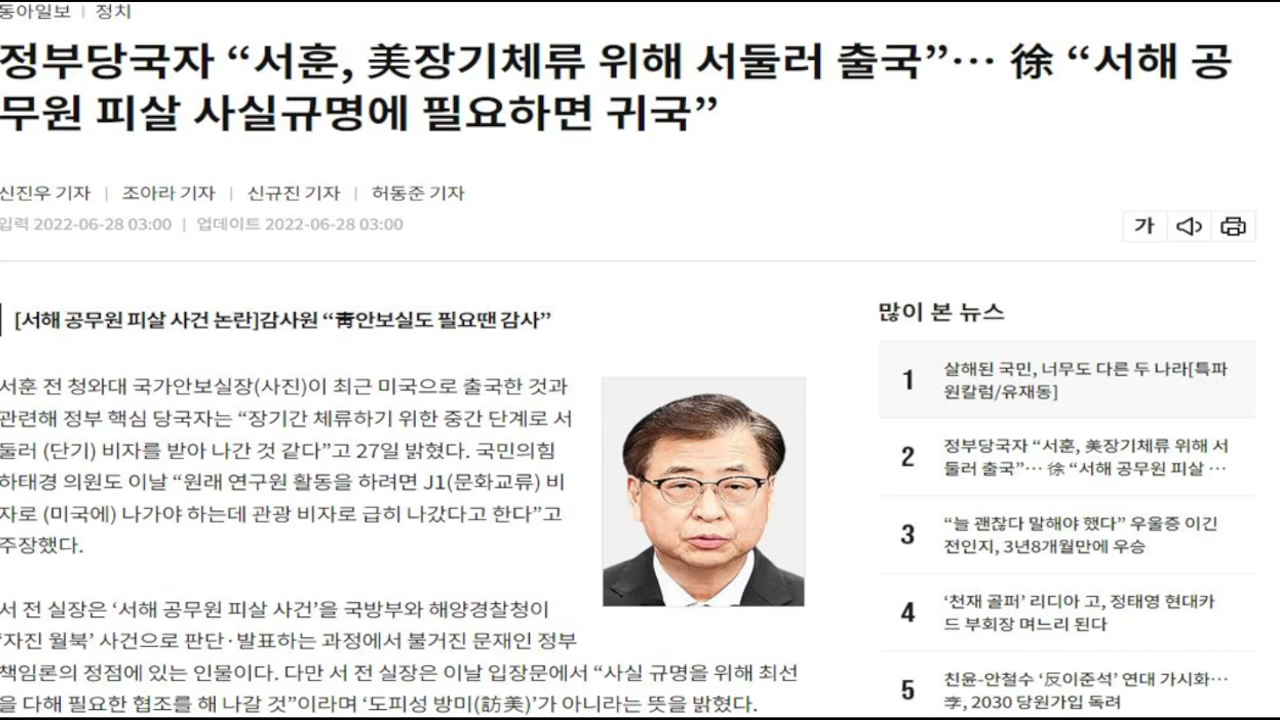 동아일보 | 정치
정부당국자 “서훈, 美장기체류 위해 서둘러 출국”… 徐 “서해 공
무원 피살 사실규명에 필요하면 귀국”
신진우 기자 | 조아라 기자 | 신규진 기자 | 허동준 기자
입력 2022-06-28 03:00 | 업데이트 2022-06-28 03:00
가
[서해 공무원 피살 사건 논란]감사원 “靑안보실도 필요땐 감사”
서훈 전 청와대 국가안보실장(사진)이 최근 미국으로 출국한 것과
관련해 정부 핵심 당국자는 “장기간 체류하기 위한 중간 단계로 서
둘러 (단기) 비자를 받아 나간 것 같다”고 27일 밝혔다. 국민의힘
하태경 의원도 이날 “원래 연구원 활동을 하려면 J1(문화교류) 비
자로 (미국에) 나가야 하는데 관광 비자로 급히 나갔다고 한다”고
주장했다.
서 전 실장은 ‘서해 공무원 피살 사건’을 국방부와 해양경찰청이
‘자진 월북’ 사건으로 판단·발표하는 과정에서 불거진 문재인 정부
책임론의 정점에 있는 인물이다. 다만 서 전 실장은 이날 입장문에서 “사실 규명을 위해 최선
을 다해 필요한 협조를 해 나갈 것”이라며 ‘도피성 방미(訪美)’가 아니라는 뜻을 밝혔다.
많이 본 뉴스
1 살해된 국민, 너무도 다른 두 나라[특파
원칼럼/유재동]
2 정부당국자 “서훈, 美장기체류 위해 서
둘러 출국”… 徐 “서해 공무원 피살 …
3 “늘 괜찮다 말해야 했다” 우울증 이긴
전인지, 3년8개월만에 우승
4 ‘천재 골퍼’ 리디아 고, 정태영 현대카
드 부회장 며느리 된다
5 친윤-안철수 ‘反이준석’ 연대 가시화…
李, 2030 당원가입 독려